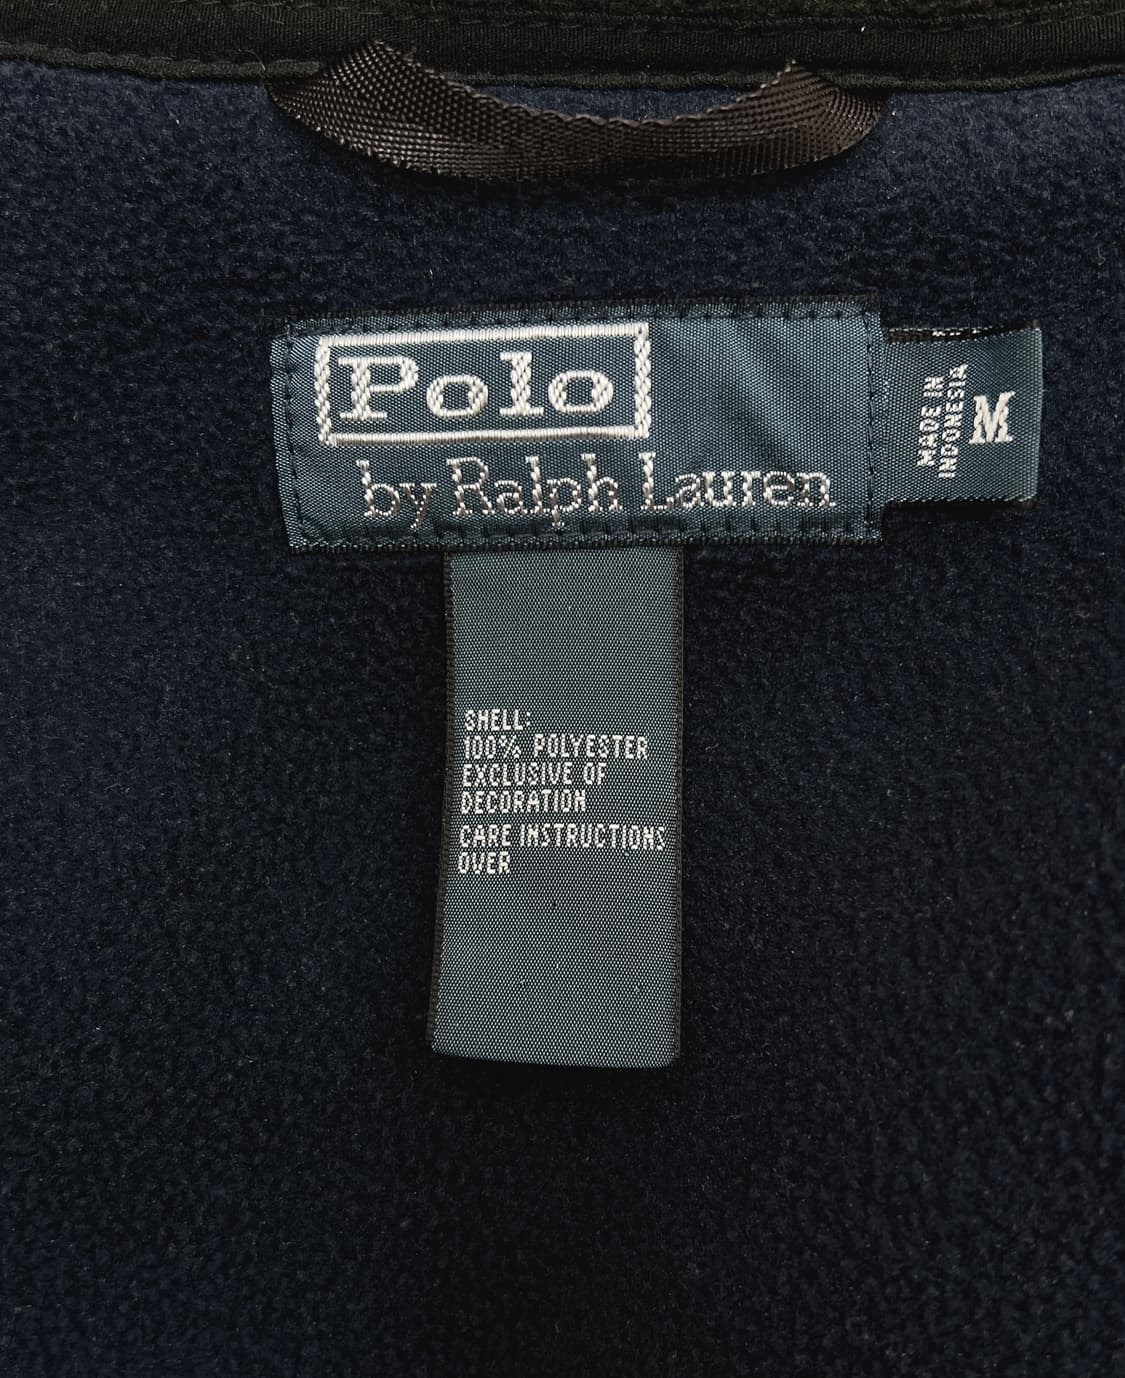 Polo
by Ralph Lauren
MADE IN
INDONESIA
M
SHELL:
100% POLYESTER
EXCLUSIVE OF
DECORATION
CARE INSTRUCTIONS
OVER